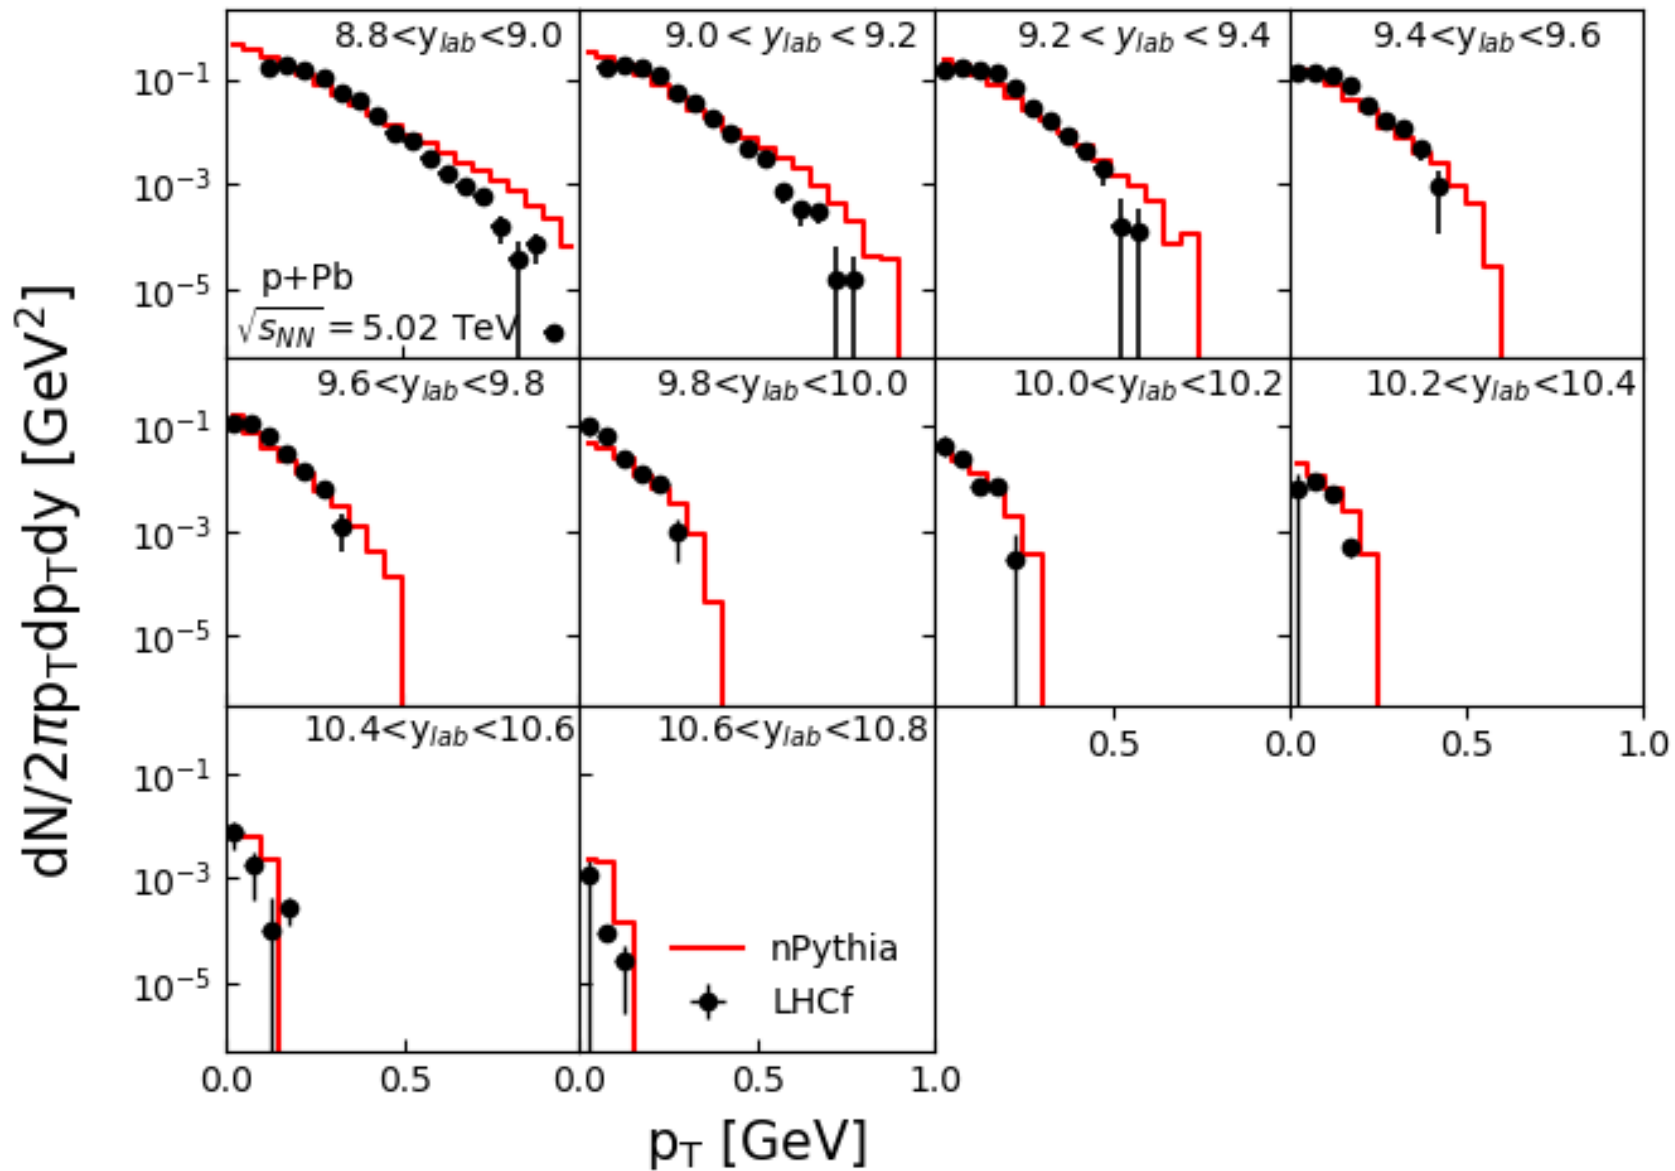 8.8<y_lab<9.0
9.0 < y_lab < 9.2
9.2 < y_lab < 9.4
9.4<y_lab<9.6
10⁻¹
10⁻³
10⁻⁵
p+Pb
√s_NN = 5.02 TeV
9.6<y_lab<9.8
9.8<y_lab<10.0
10.0<y_lab<10.2
10.2<y_lab<10.4
10⁻¹
10⁻³
10⁻⁵
0.5
0.0
0.5
1.0
10.4<y_lab<10.6
10.6<y_lab<10.8
10⁻¹
10⁻³
10⁻⁵
nPythia
LHCf
0.0
0.5
0.0
0.5
1.0
p_T [GeV]
dN/2πp_Tdp_Tdy [GeV²]